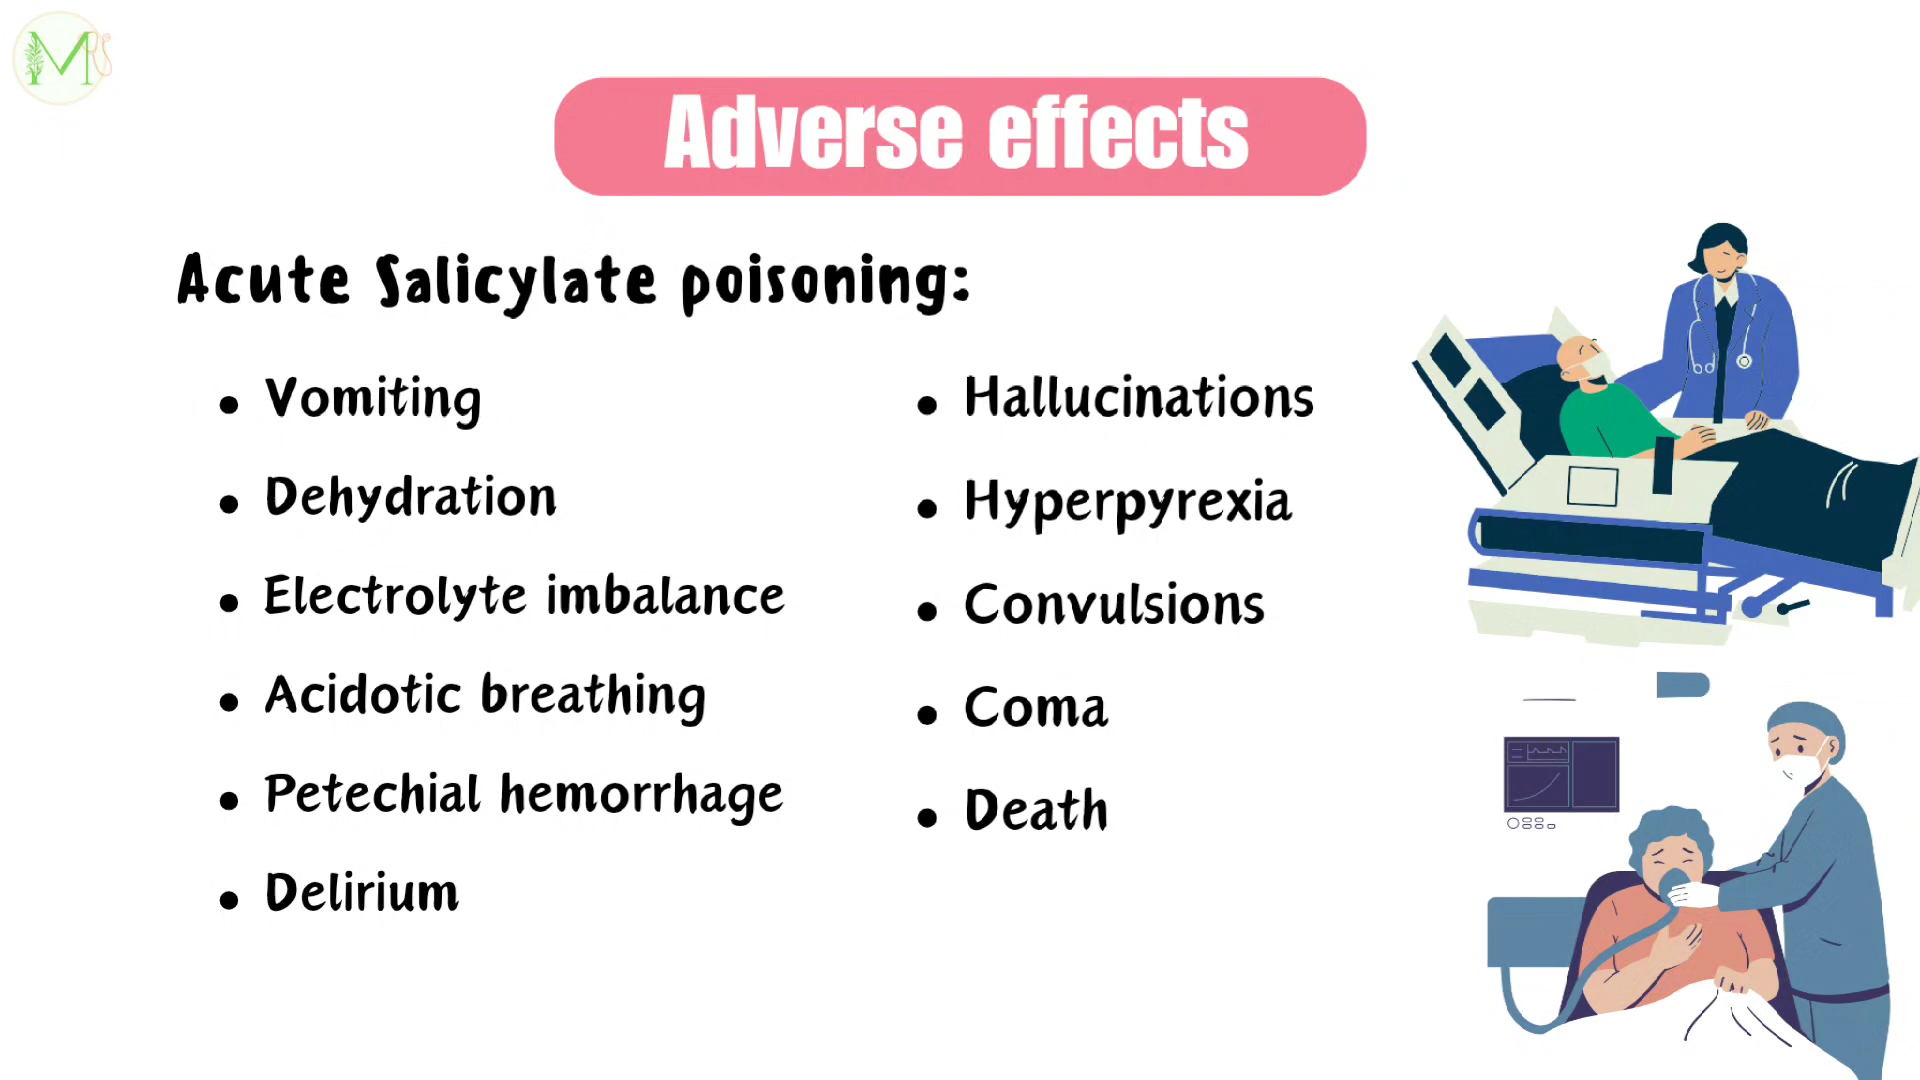 MRS
Adverse effects
Acute Salicylate poisoning:
• Vomiting
• Dehydration
• Electrolyte imbalance
• Acidotic breathing
• Petechial hemorrhage
• Delirium
• Hallucinations
• Hyperpyrexia
• Convulsions
• Coma
• Death